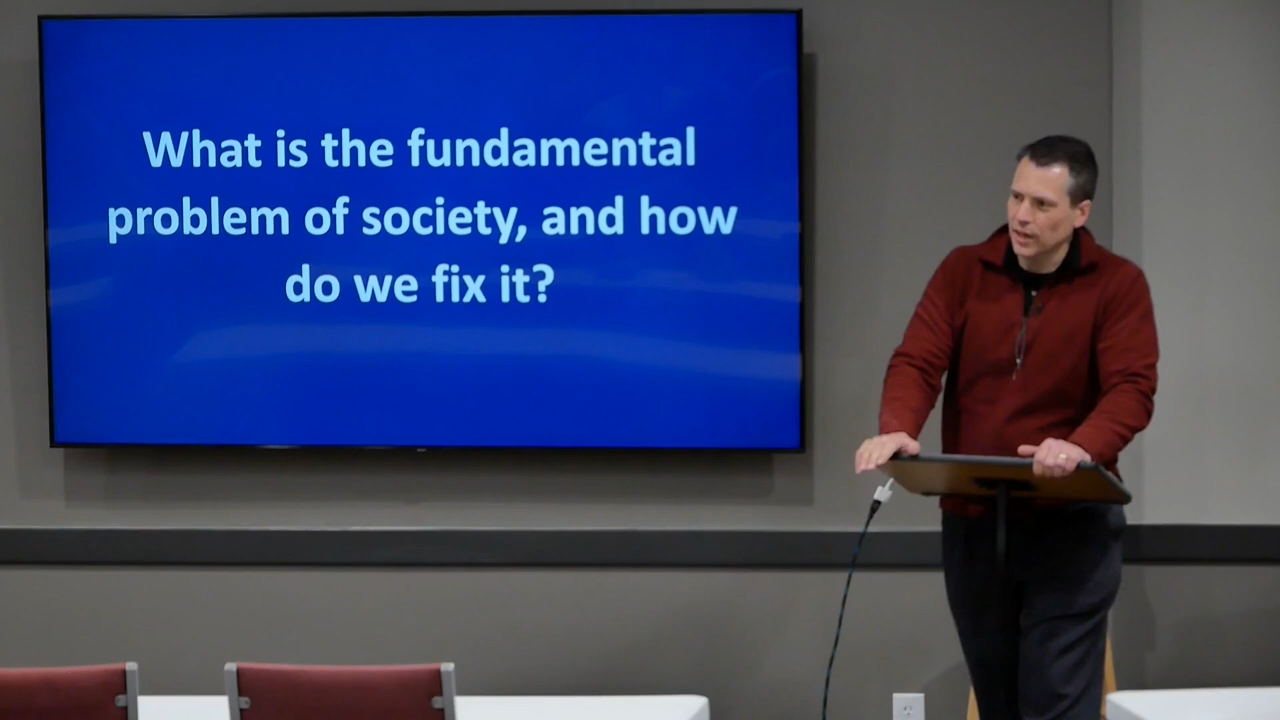 What is the fundamental
problem of society, and how
do we fix it?